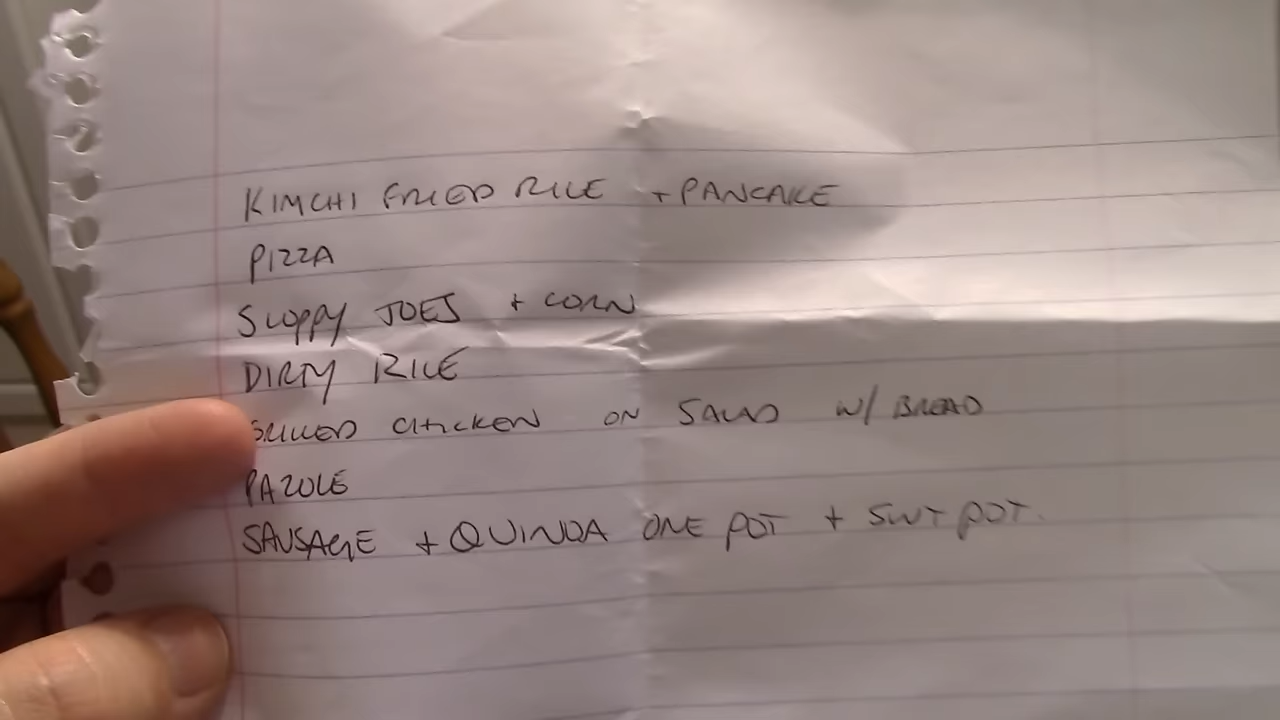 KIMCHI FRIED RICE + PANCAKE
PIZZA
SLOPPY JOES + CORN
DIRTY RICE
GRILLED CHICKEN ON SALAD W/ BREAD
PAZOLE
SAUSAGE + QUINOA ONE POT + SWT POT.